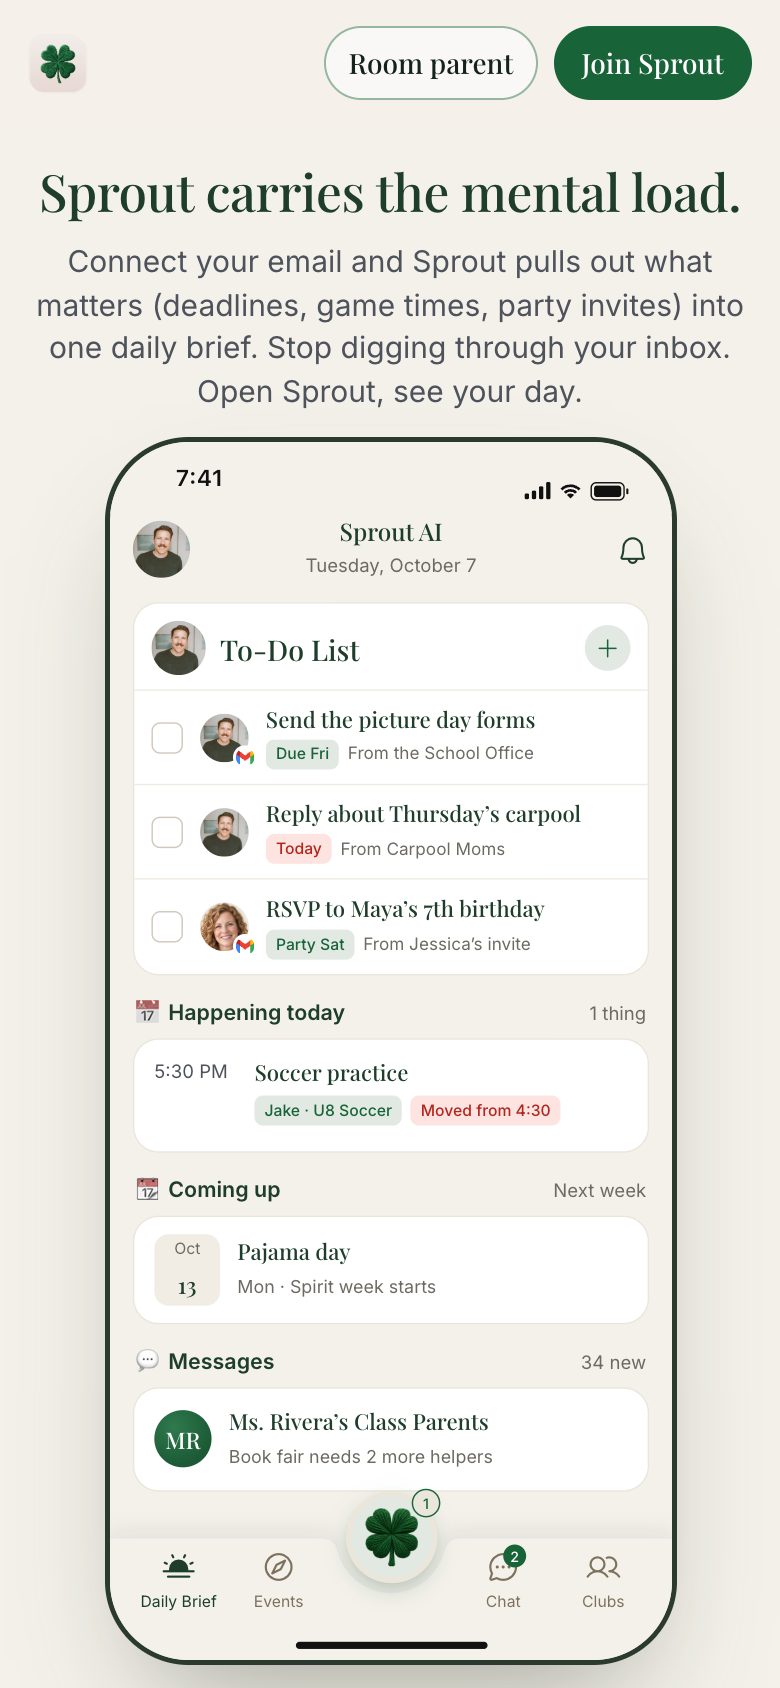 Room parent
Join Sprout
Sprout carries the mental load.
Connect your email and Sprout pulls out what
matters (deadlines, game times, party invites) into
one daily brief. Stop digging through your inbox.
Open Sprout, see your day.
7:41
Sprout AI
Tuesday, October 7
To-Do List
Send the picture day forms
Due Fri From the School Office
Reply about Thursday’s carpool
Today From Carpool Moms
RSVP to Maya’s 7th birthday
Party Sat From Jessica’s invite
17 Happening today 1 thing
5:30 PM Soccer practice
Jake · U8 Soccer Moved from 4:30
17 Coming up Next week
Oct
13
Pajama day
Mon · Spirit week starts
Messages 34 new
MR
Ms. Rivera’s Class Parents
Book fair needs 2 more helpers
1
2
Daily Brief Events Chat Clubs